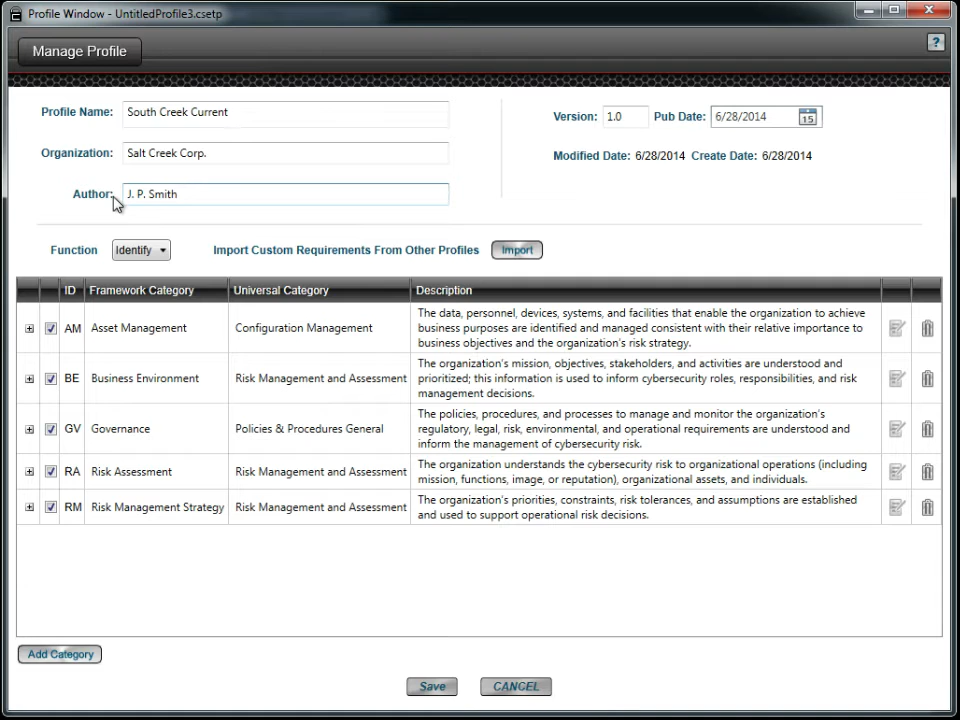 Profile Window - UntitledProfile3.csetp
Manage Profile
?
Profile Name: South Creek Current
Version: 1.0 Pub Date: 6/28/2014 15
Organization: Salt Creek Corp.
Modified Date: 6/28/2014 Create Date: 6/28/2014
Author: J. P. Smith
Function Identify Import Custom Requirements From Other Profiles Import
ID Framework Category Universal Category Description
AM Asset Management Configuration Management
The data, personnel, devices, systems, and facilities that enable the organization to achieve
business purposes are identified and managed consistent with their relative importance to
business objectives and the organization's risk strategy.
BE Business Environment Risk Management and Assessment
The organization's mission, objectives, stakeholders, and activities are understood and
prioritized; this information is used to inform cybersecurity roles, responsibilities, and risk
management decisions.
GV Governance Policies & Procedures General
The policies, procedures, and processes to manage and monitor the organization's
regulatory, legal, risk, environmental, and operational requirements are understood and
inform the management of cybersecurity risk.
RA Risk Assessment Risk Management and Assessment
The organization understands the cybersecurity risk to organizational operations (including
mission, functions, image, or reputation), organizational assets, and individuals.
RM Risk Management Strategy Risk Management and Assessment
The organization's priorities, constraints, risk tolerances, and assumptions are established
and used to support operational risk decisions.
Add Category
Save CANCEL